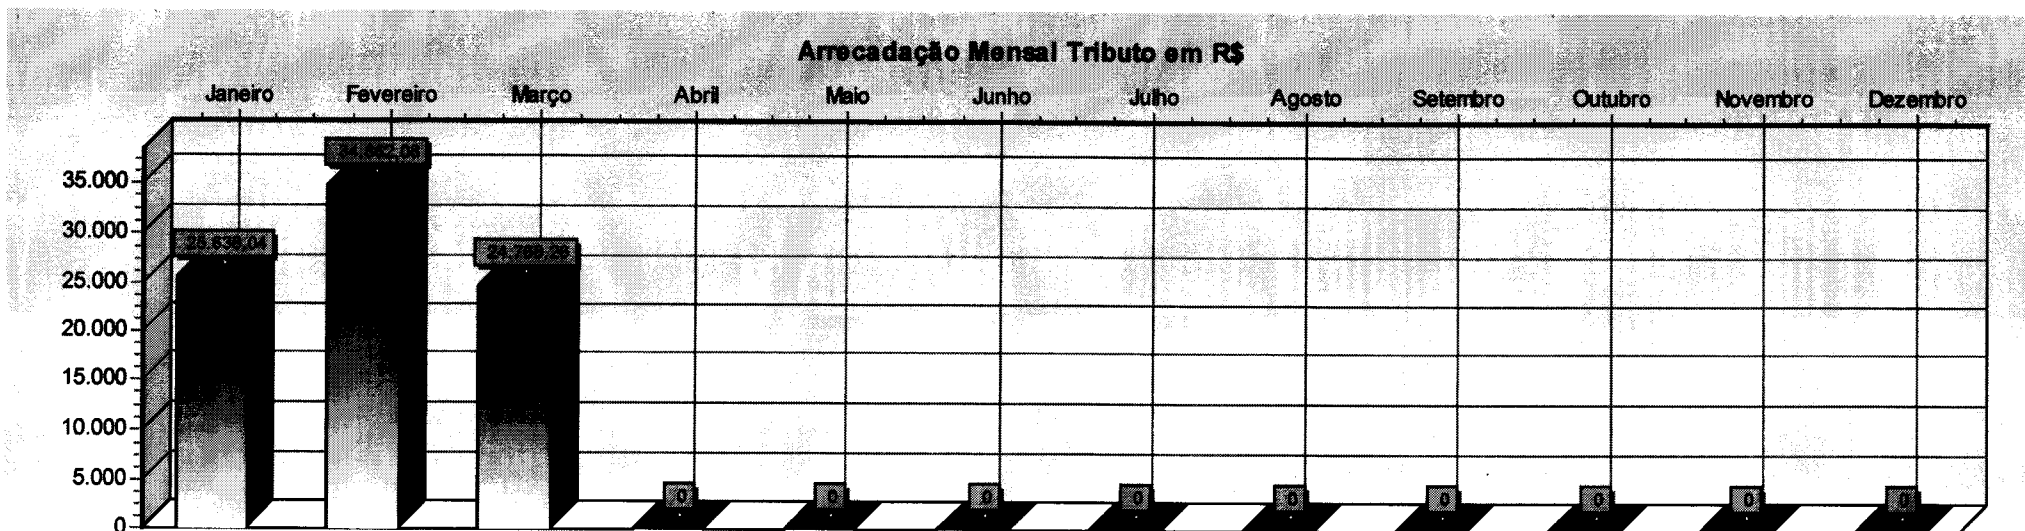 Arrecadação Mensal Tributo em R$
Janeiro Fevereiro Março Abril Maio Junho Julho Agosto Setembro Outubro Novembro Dezembro
35.000
30.000
25.000
20.000
15.000
10.000
5.000
0
0 0 0 0 0 0 0 0 0